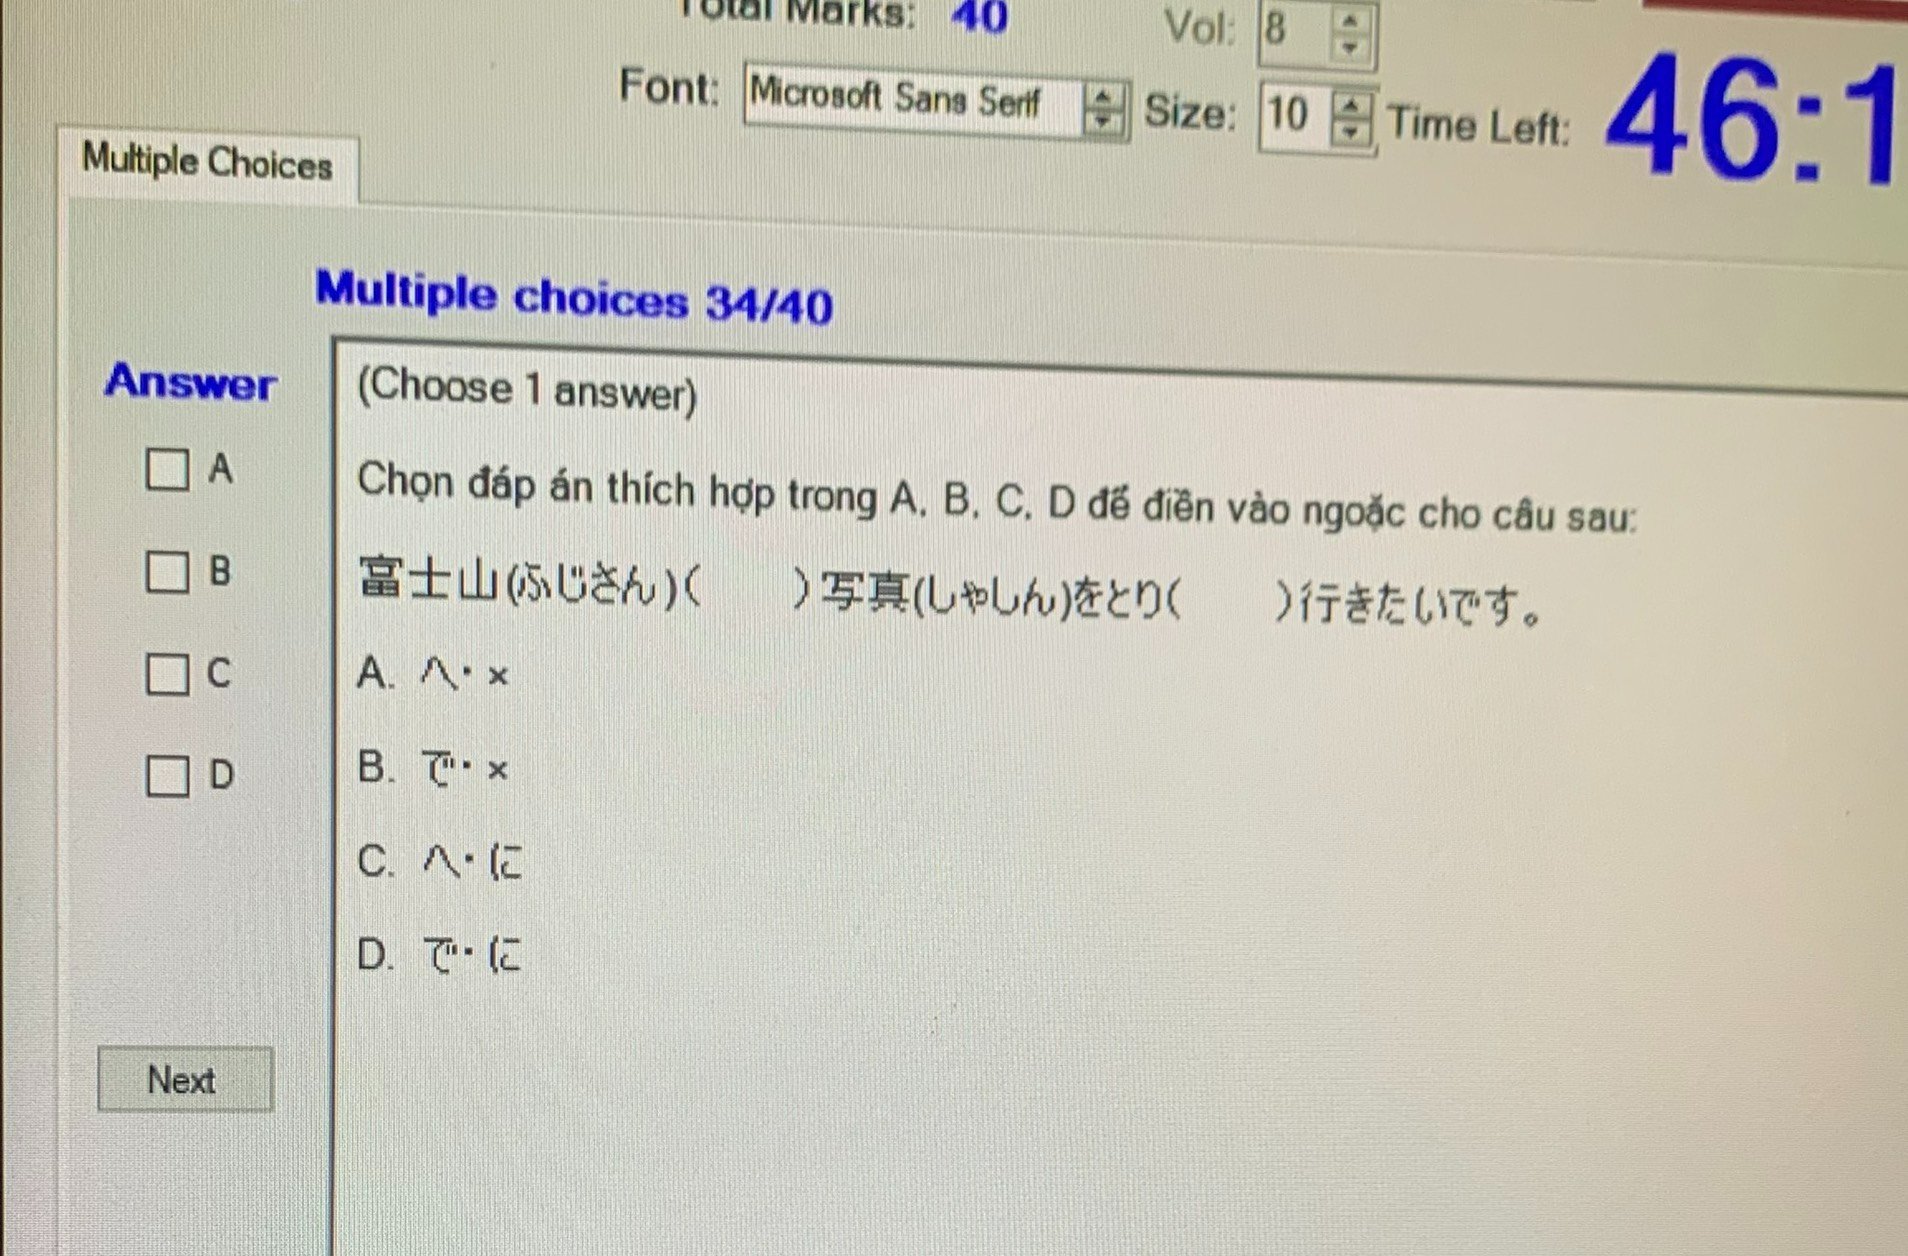 Total Marks: 40
Vol: 8
Font: Microsoft Sans Serif Size: 10 Time Left: 46:1
Multiple Choices
Multiple choices 34/40
Answer
(Choose 1 answer)
A
Chọn đáp án thích hợp trong A, B, C, D để điền vào ngoặc cho câu sau:
B
富士山(ふじさん)(　　)写真(しゃしん)をとり(　　)行きたいです。
C
A. へ・×
D
B. で・×
C. へ・に
D. で・に
Next